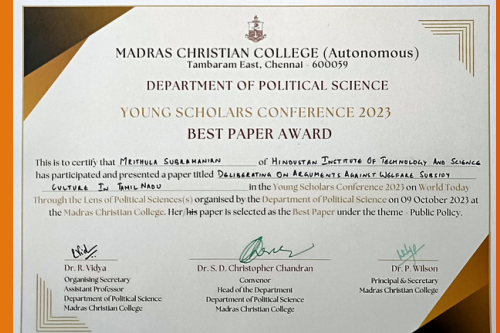 MADRAS CHRISTIAN COLLEGE (Autonomous)
Tambaram East, Chennai - 600059
DEPARTMENT OF POLITICAL SCIENCE
YOUNG SCHOLARS CONFERENCE 2023
BEST PAPER AWARD
This is to certify that MRITHULA SUBRAMANIAN of HINDUSTAN INSTITUTE OF TECHNOLOGY AND SCIENCE
has participated and presented a paper titled DELIBERATING ON ARGUMENTS AGAINST WELFARE SUBSIDY
CULTURE IN TAMIL NADU in the Young Scholars Conference 2023 on World Today
Through the Lens of Political Sciences(s) organised by the Department of Political Science on 09 October 2023 at
the Madras Christian College. Her/his paper is selected as the Best Paper under the theme - Public Policy.
Dr. R. Vidya Dr. S. D. Christopher Chandran Dr. P. Wilson
Organising Secretary Convenor Principal & Secretary
Assistant Professor Head of the Department Madras Christian College
Department of Political Science Department of Political Science
Madras Christian College Madras Christian College